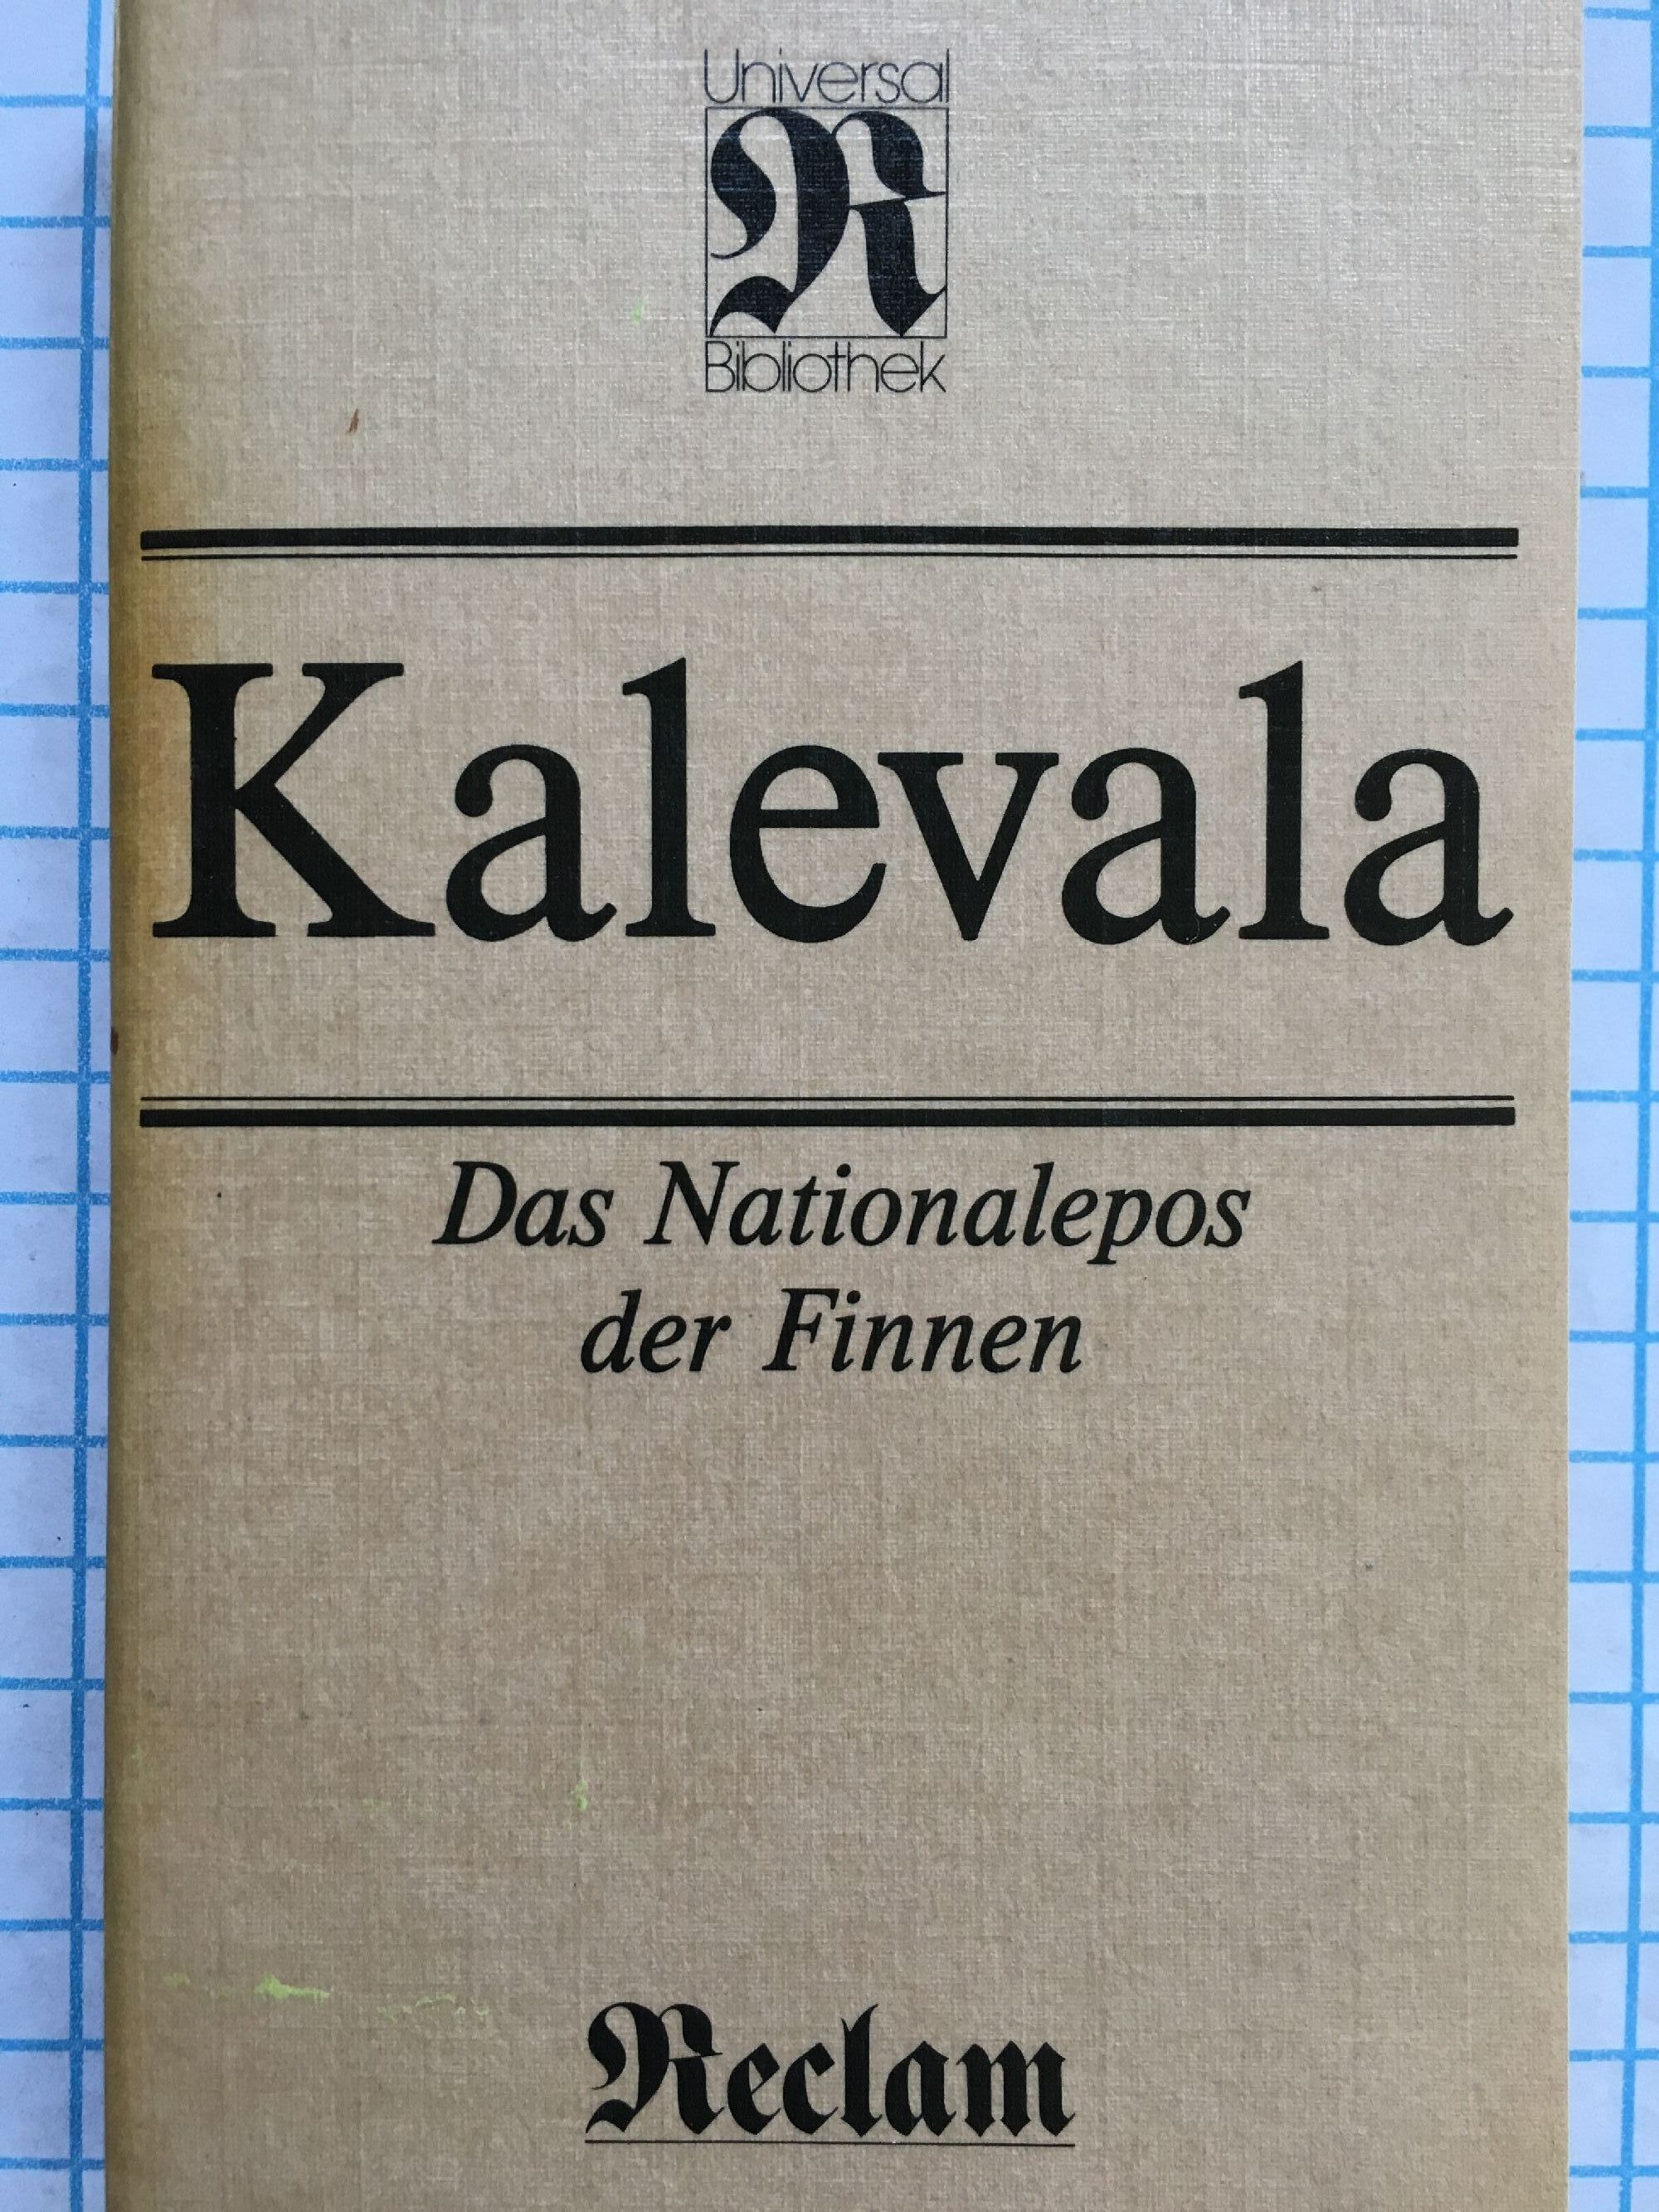 Universal
R
Bibliothek
Kalevala
Das Nationalepos
der Finnen
Reclam